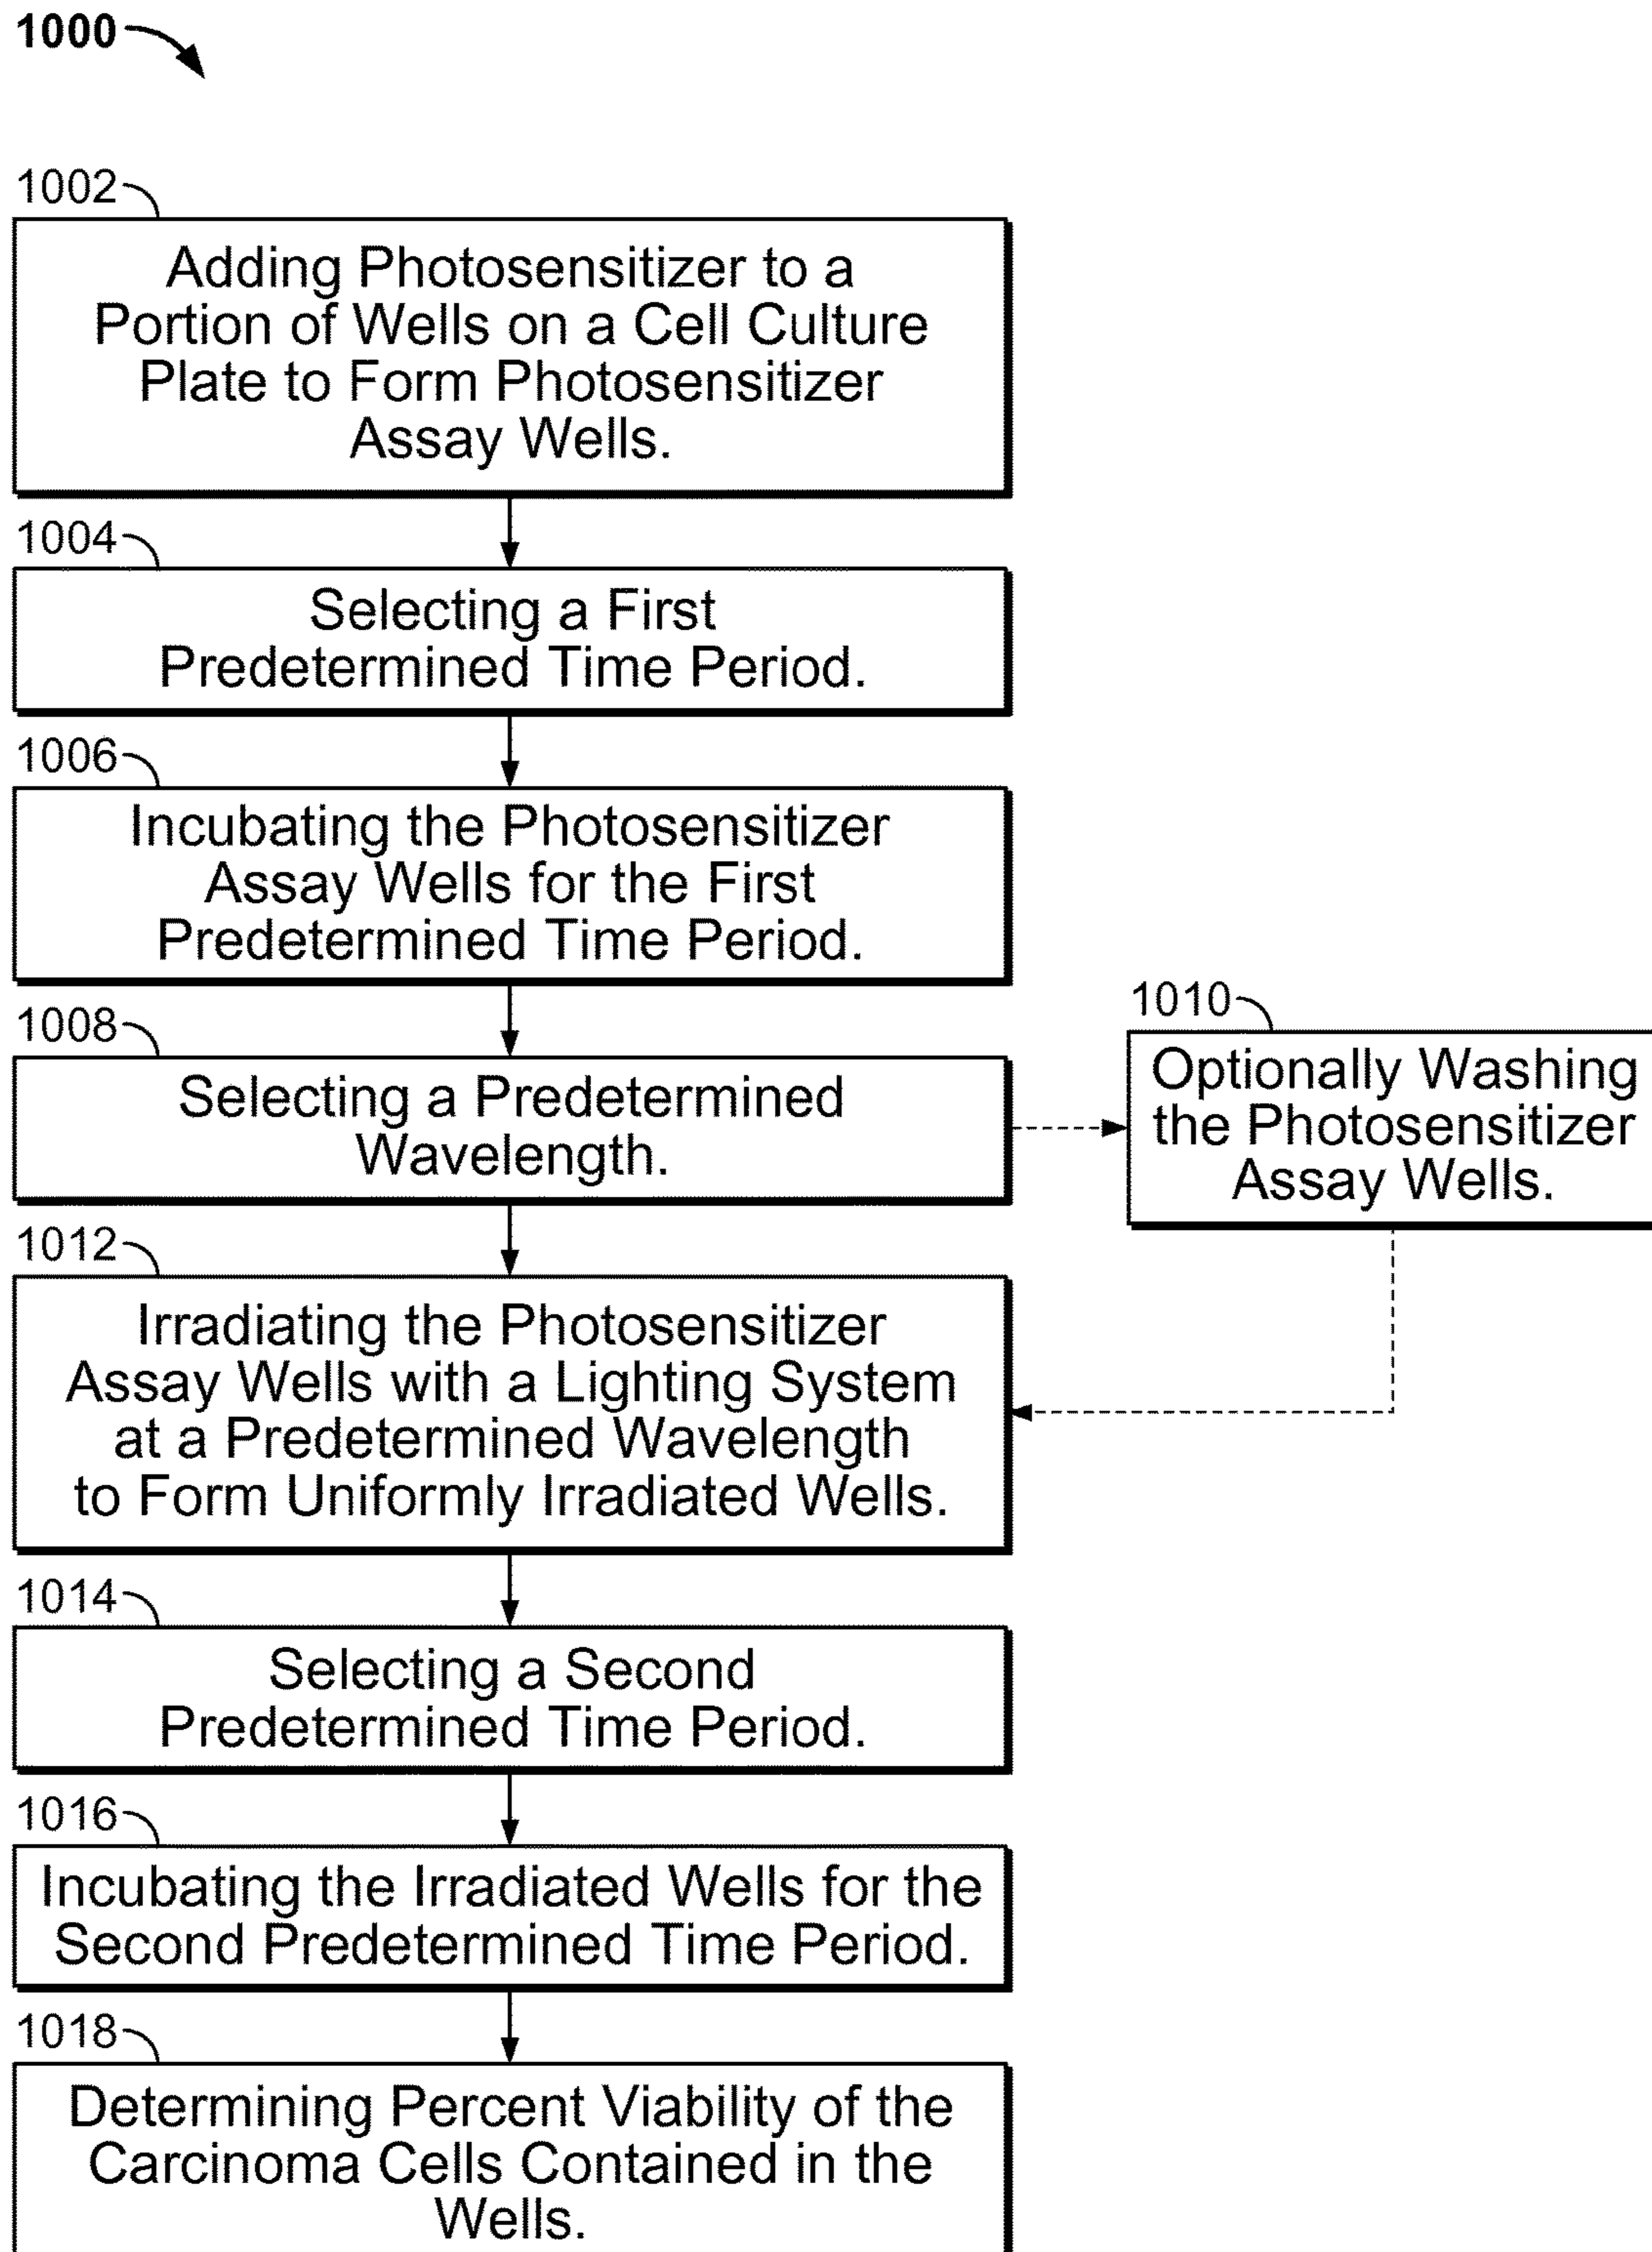 1000
1002
Adding Photosensitizer to a
Portion of Wells on a Cell Culture
Plate to Form Photosensitizer
Assay Wells.
1004
Selecting a First
Predetermined Time Period.
1006
Incubating the Photosensitizer
Assay Wells for the First
Predetermined Time Period.
1008
Selecting a Predetermined
Wavelength.
1010
Optionally Washing
the Photosensitizer
Assay Wells.
1012
Irradiating the Photosensitizer
Assay Wells with a Lighting System
at a Predetermined Wavelength
to Form Uniformly Irradiated Wells.
1014
Selecting a Second
Predetermined Time Period.
1016
Incubating the Irradiated Wells for the
Second Predetermined Time Period.
1018
Determining Percent Viability of the
Carcinoma Cells Contained in the
Wells.